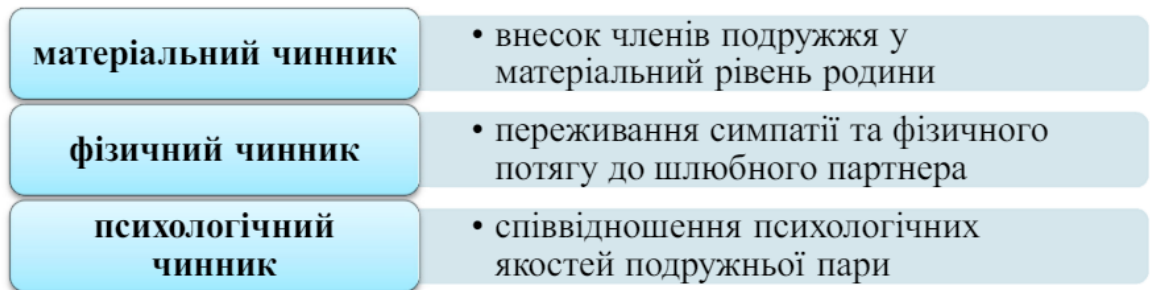 матеріальний чинник
• внесок членів подружжя у
матеріальний рівень родини
фізичний чинник
• переживання симпатії та фізичного
потягу до шлюбного партнера
психологічний
чинник
• співвідношення психологічних
якостей подружньої пари